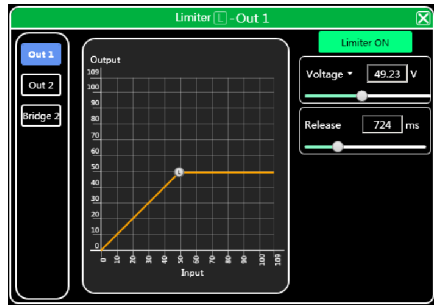 Limiter L -Out 1
Out 1
Out 2
Bridge 2
Output
109
100
90
80
70
60
50
40
30
20
10
0
L
0 10 20 30 40 50 60 70 80 90 100 109
Input
Limiter ON
Voltage 49.23 V
Release 724 ms